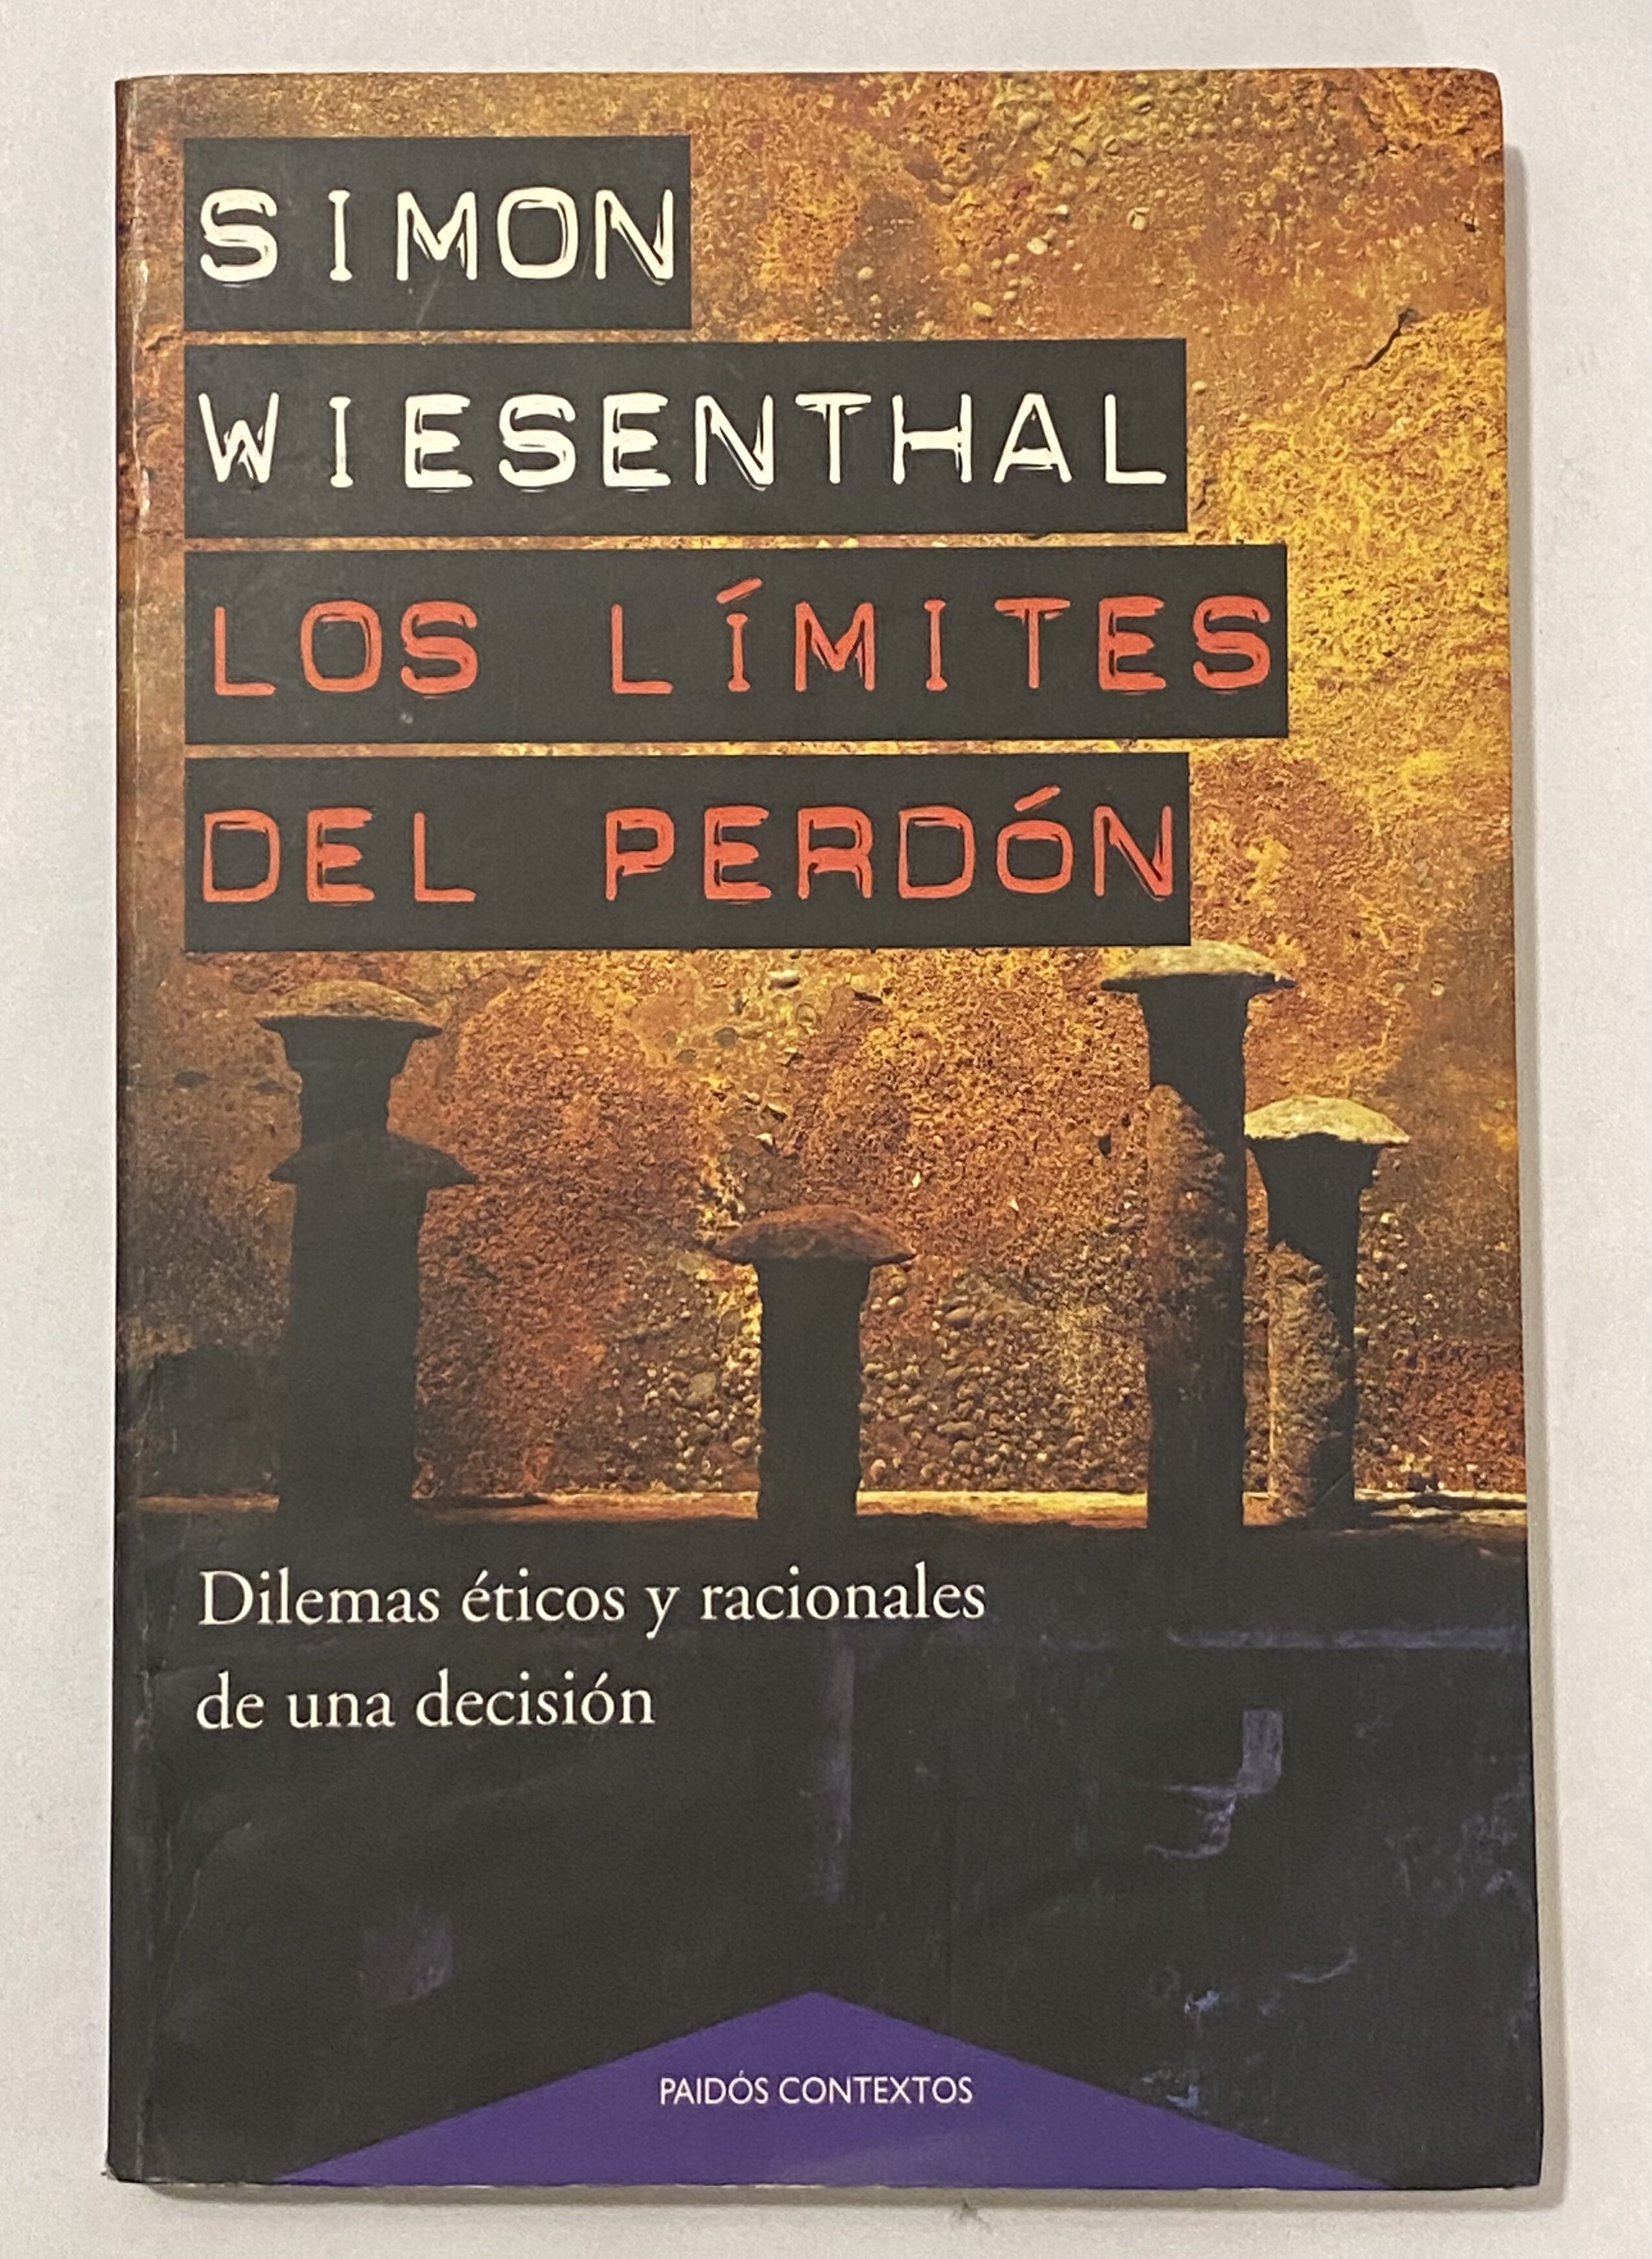 SIMON
WIESENTHAL
LOS LÍMITES
DEL PERDÓN
Dilemas éticos y racionales
de una decisión
PAIDÓS CONTEXTOS